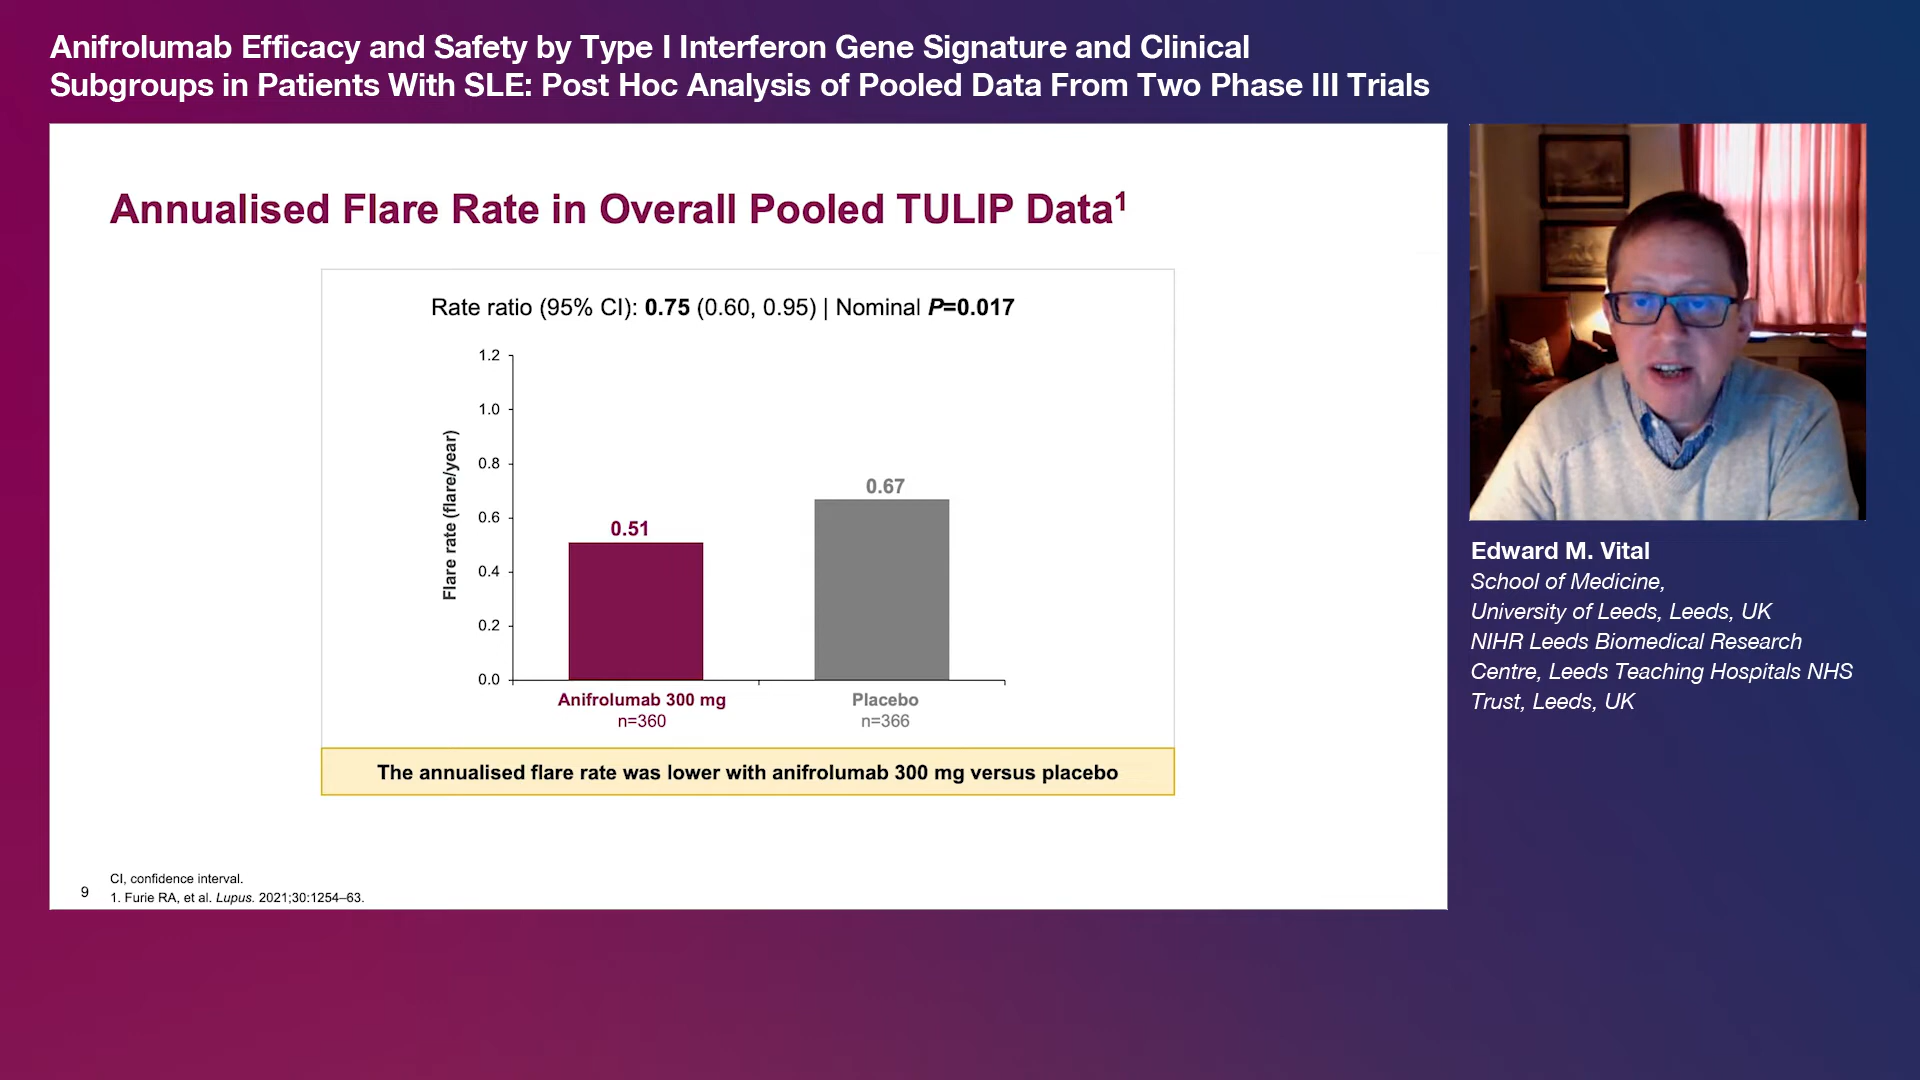 Anifrolumab Efficacy and Safety by Type I Interferon Gene Signature and Clinical
Subgroups in Patients With SLE: Post Hoc Analysis of Pooled Data From Two Phase III Trials
Annualised Flare Rate in Overall Pooled TULIP Data¹
Rate ratio (95% CI): 0.75 (0.60, 0.95) | Nominal P=0.017
Flare rate (flare/year)
1.2
1.0
0.8
0.6
0.4
0.2
0.0
0.51
0.67
Anifrolumab 300 mg
n=360
Placebo
n=366
The annualised flare rate was lower with anifrolumab 300 mg versus placebo
9
CI, confidence interval.
1. Furie RA, et al. Lupus. 2021;30:1254–63.
Edward M. Vital
School of Medicine,
University of Leeds, Leeds, UK
NIHR Leeds Biomedical Research
Centre, Leeds Teaching Hospitals NHS
Trust, Leeds, UK